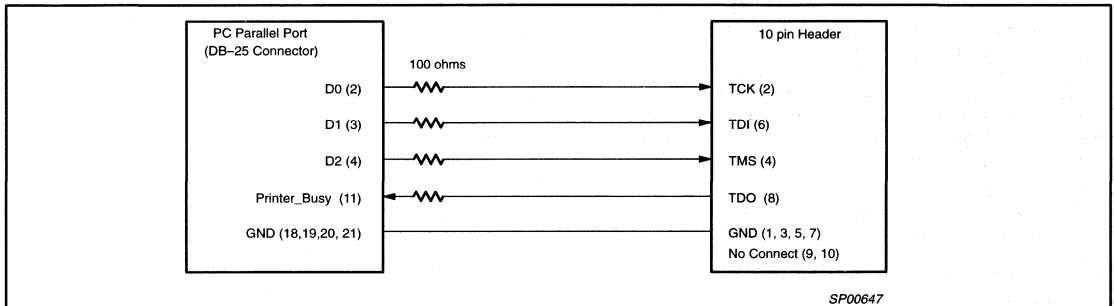 PC Parallel Port
(DB–25 Connector)
10 pin Header
100 ohms
D0 (2)
TCK (2)
D1 (3)
TDI (6)
D2 (4)
TMS (4)
Printer_Busy (11)
TDO (8)
GND (18,19,20, 21)
GND (1, 3, 5, 7)
No Connect (9, 10)
SP00647